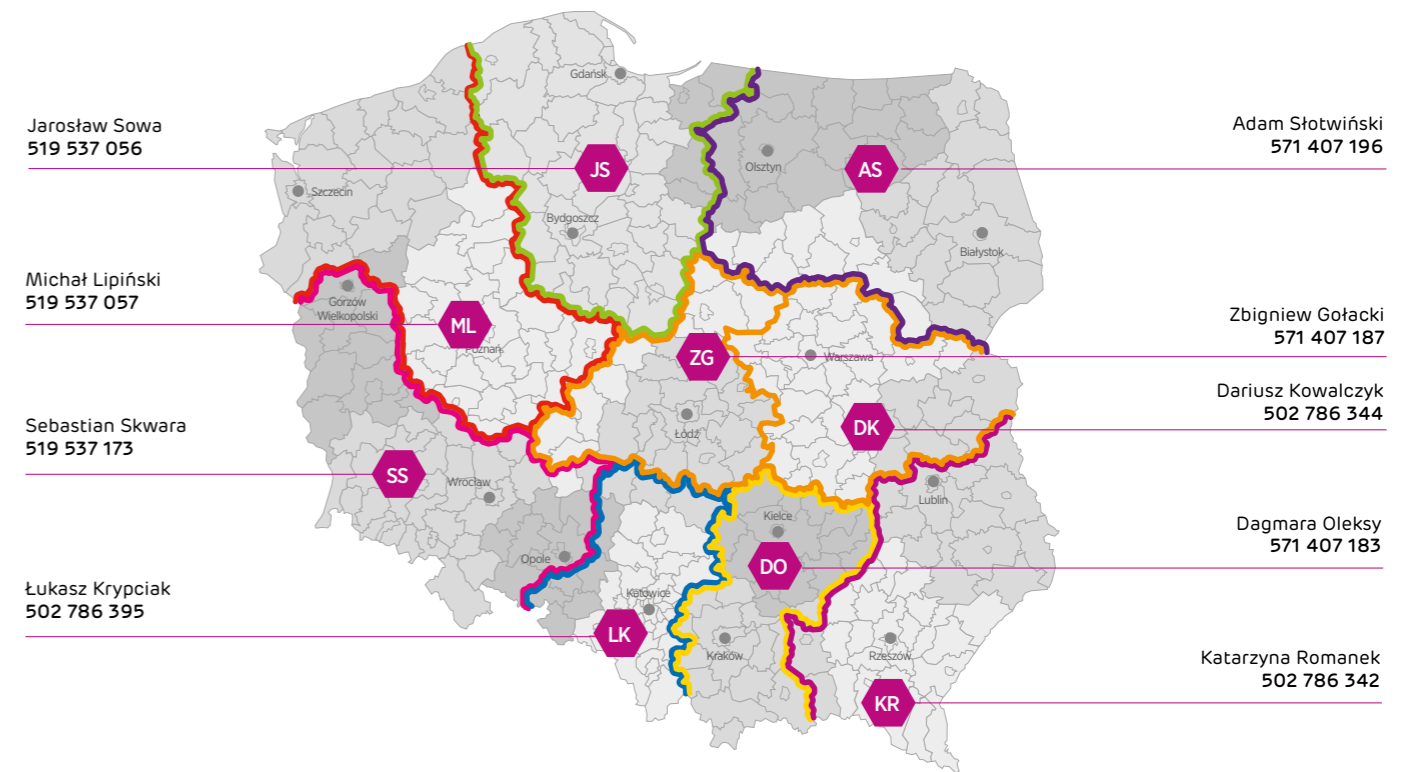 Jarosław Sowa
519 537 056
Michał Lipiński
519 537 057
Sebastian Skwara
519 537 173
Łukasz Krypciak
502 786 395
Gdańsk
JS
Olsztyn
AS
Szczecin
Bydgoszcz
Białystok
Gorzów
Wielkopolski
ML
Poznań
ZG
Warszawa
Łódź
DK
SS
Wrocław
Lublin
Kielce
Opole
DO
Katowice
LK
Kraków
Rzeszów
KR
Adam Słotwiński
571 407 196
Zbigniew Gołacki
571 407 187
Dariusz Kowalczyk
502 786 344
Dagmara Oleksy
571 407 183
Katarzyna Romanek
502 786 342